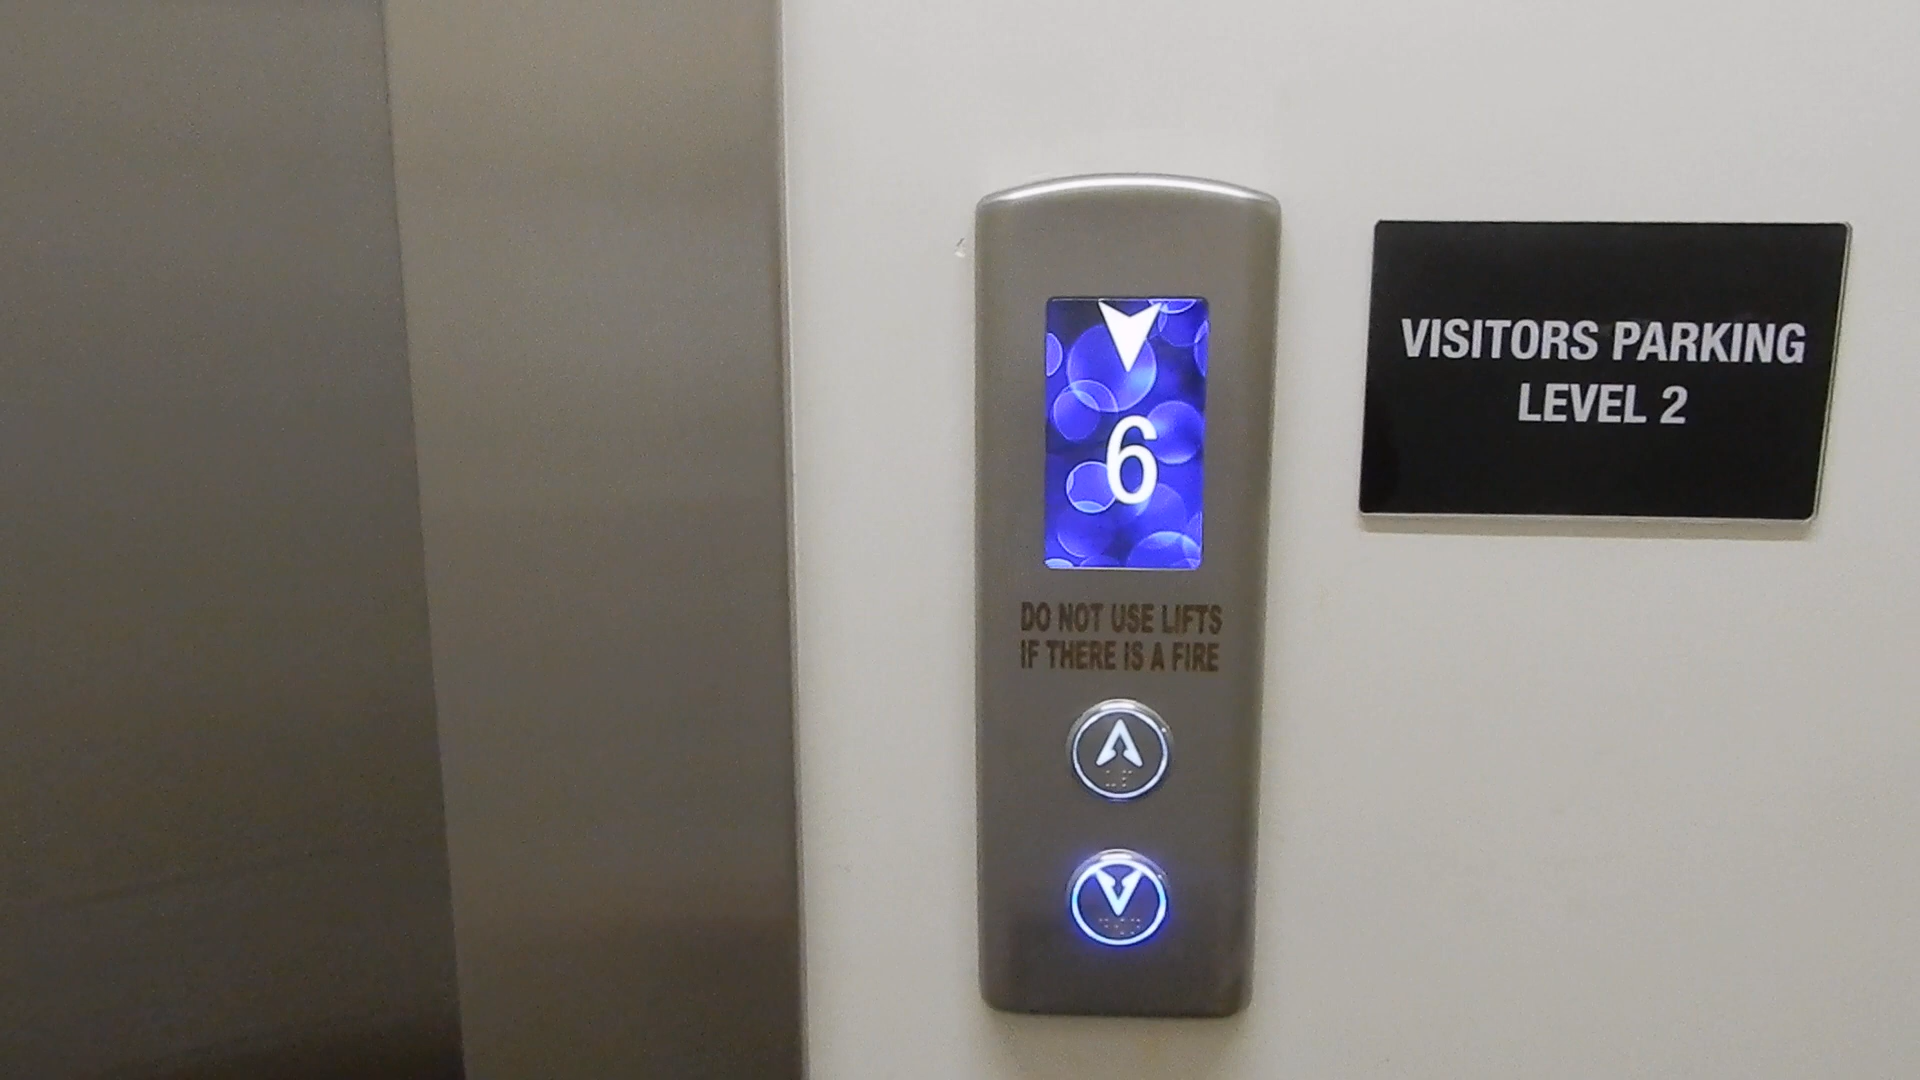 6
DO NOT USE LIFTS
IF THERE IS A FIRE
VISITORS PARKING
LEVEL 2